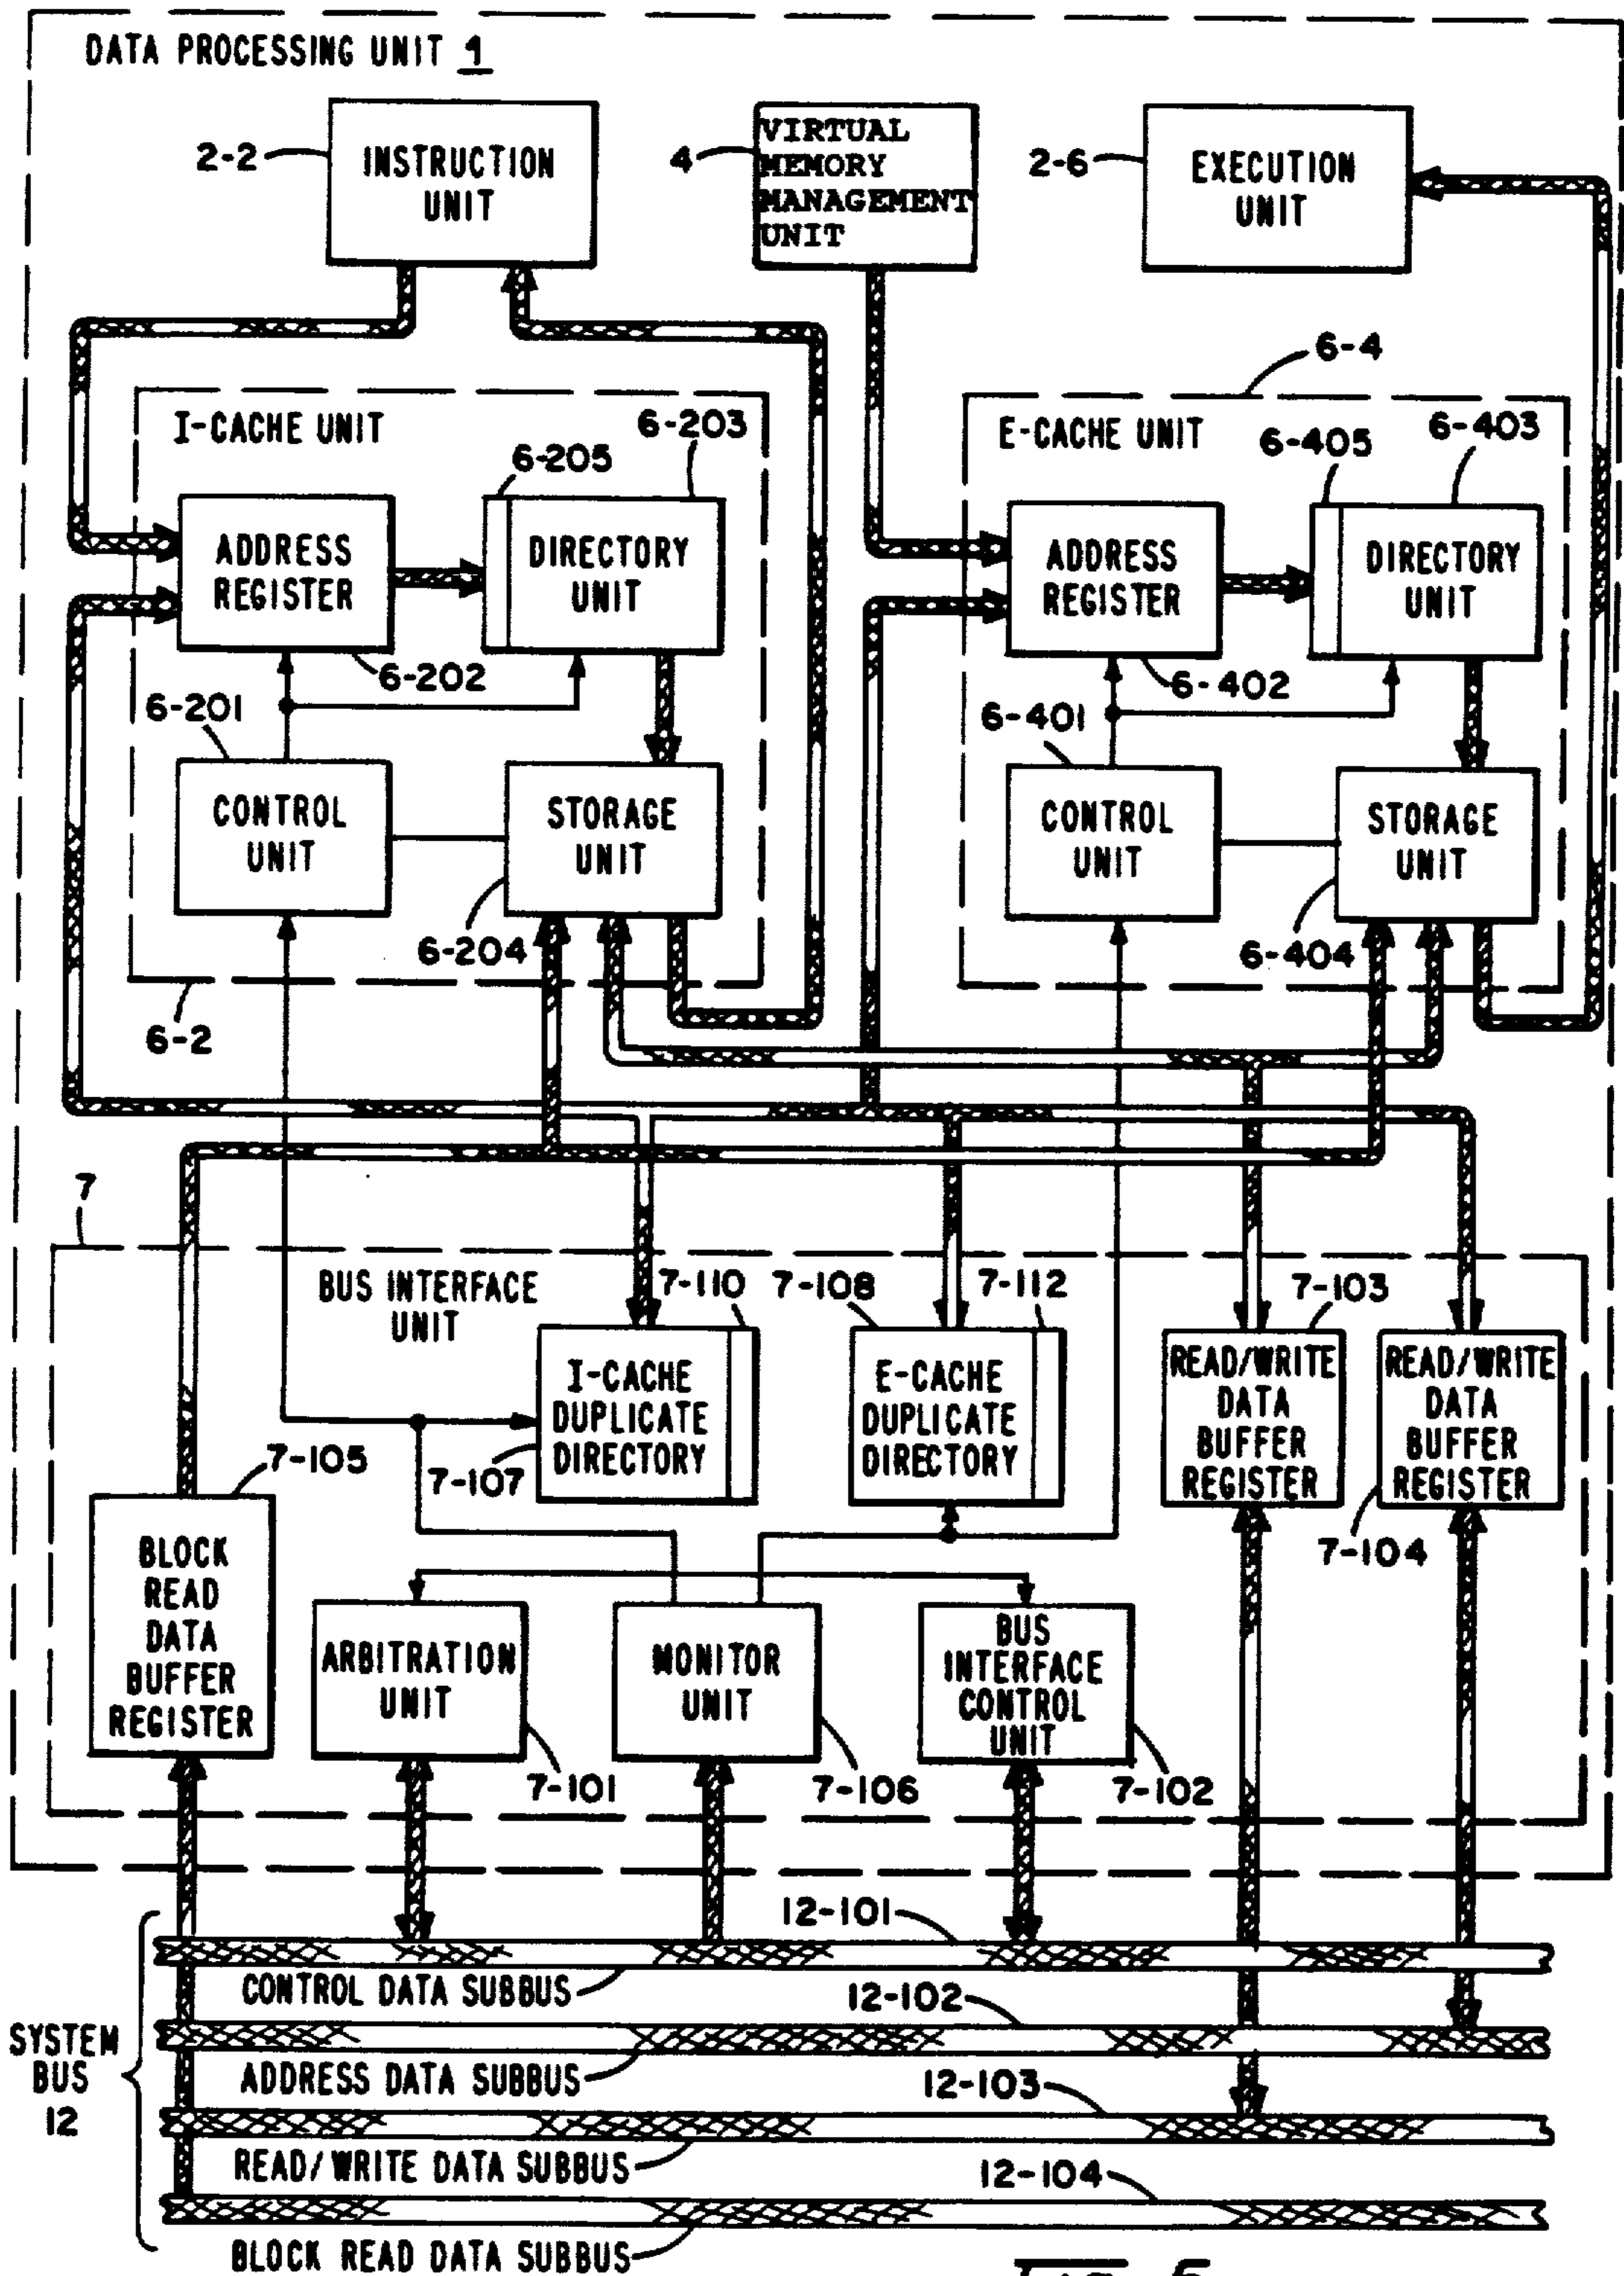 DATA PROCESSING UNIT 1
2-2
INSTRUCTION
UNIT
4
VIRTUAL
MEMORY
MANAGEMENT
UNIT
2-6
EXECUTION
UNIT
6-4
I-CACHE UNIT
6-203
6-205
E-CACHE UNIT
6-405
6-403
ADDRESS
REGISTER
DIRECTORY
UNIT
ADDRESS
REGISTER
DIRECTORY
UNIT
6-202
6-201
6-402
6-401
CONTROL
UNIT
STORAGE
UNIT
CONTROL
UNIT
STORAGE
UNIT
6-204
6-404
6-2
7
BUS INTERFACE
UNIT
7-110
7-108
7-112
7-103
I-CACHE
DUPLICATE
DIRECTORY
E-CACHE
DUPLICATE
DIRECTORY
READ/WRITE
DATA
BUFFER
REGISTER
READ/WRITE
DATA
BUFFER
REGISTER
7-105
7-107
7-104
BLOCK
READ
DATA
BUFFER
REGISTER
ARBITRATION
UNIT
MONITOR
UNIT
BUS
INTERFACE
CONTROL
UNIT
7-101
7-106
7-102
12-101
CONTROL DATA SUBBUS
12-102
SYSTEM
BUS
12
ADDRESS DATA SUBBUS
12-103
READ/WRITE DATA SUBBUS
12-104
BLOCK READ DATA SUBBUS